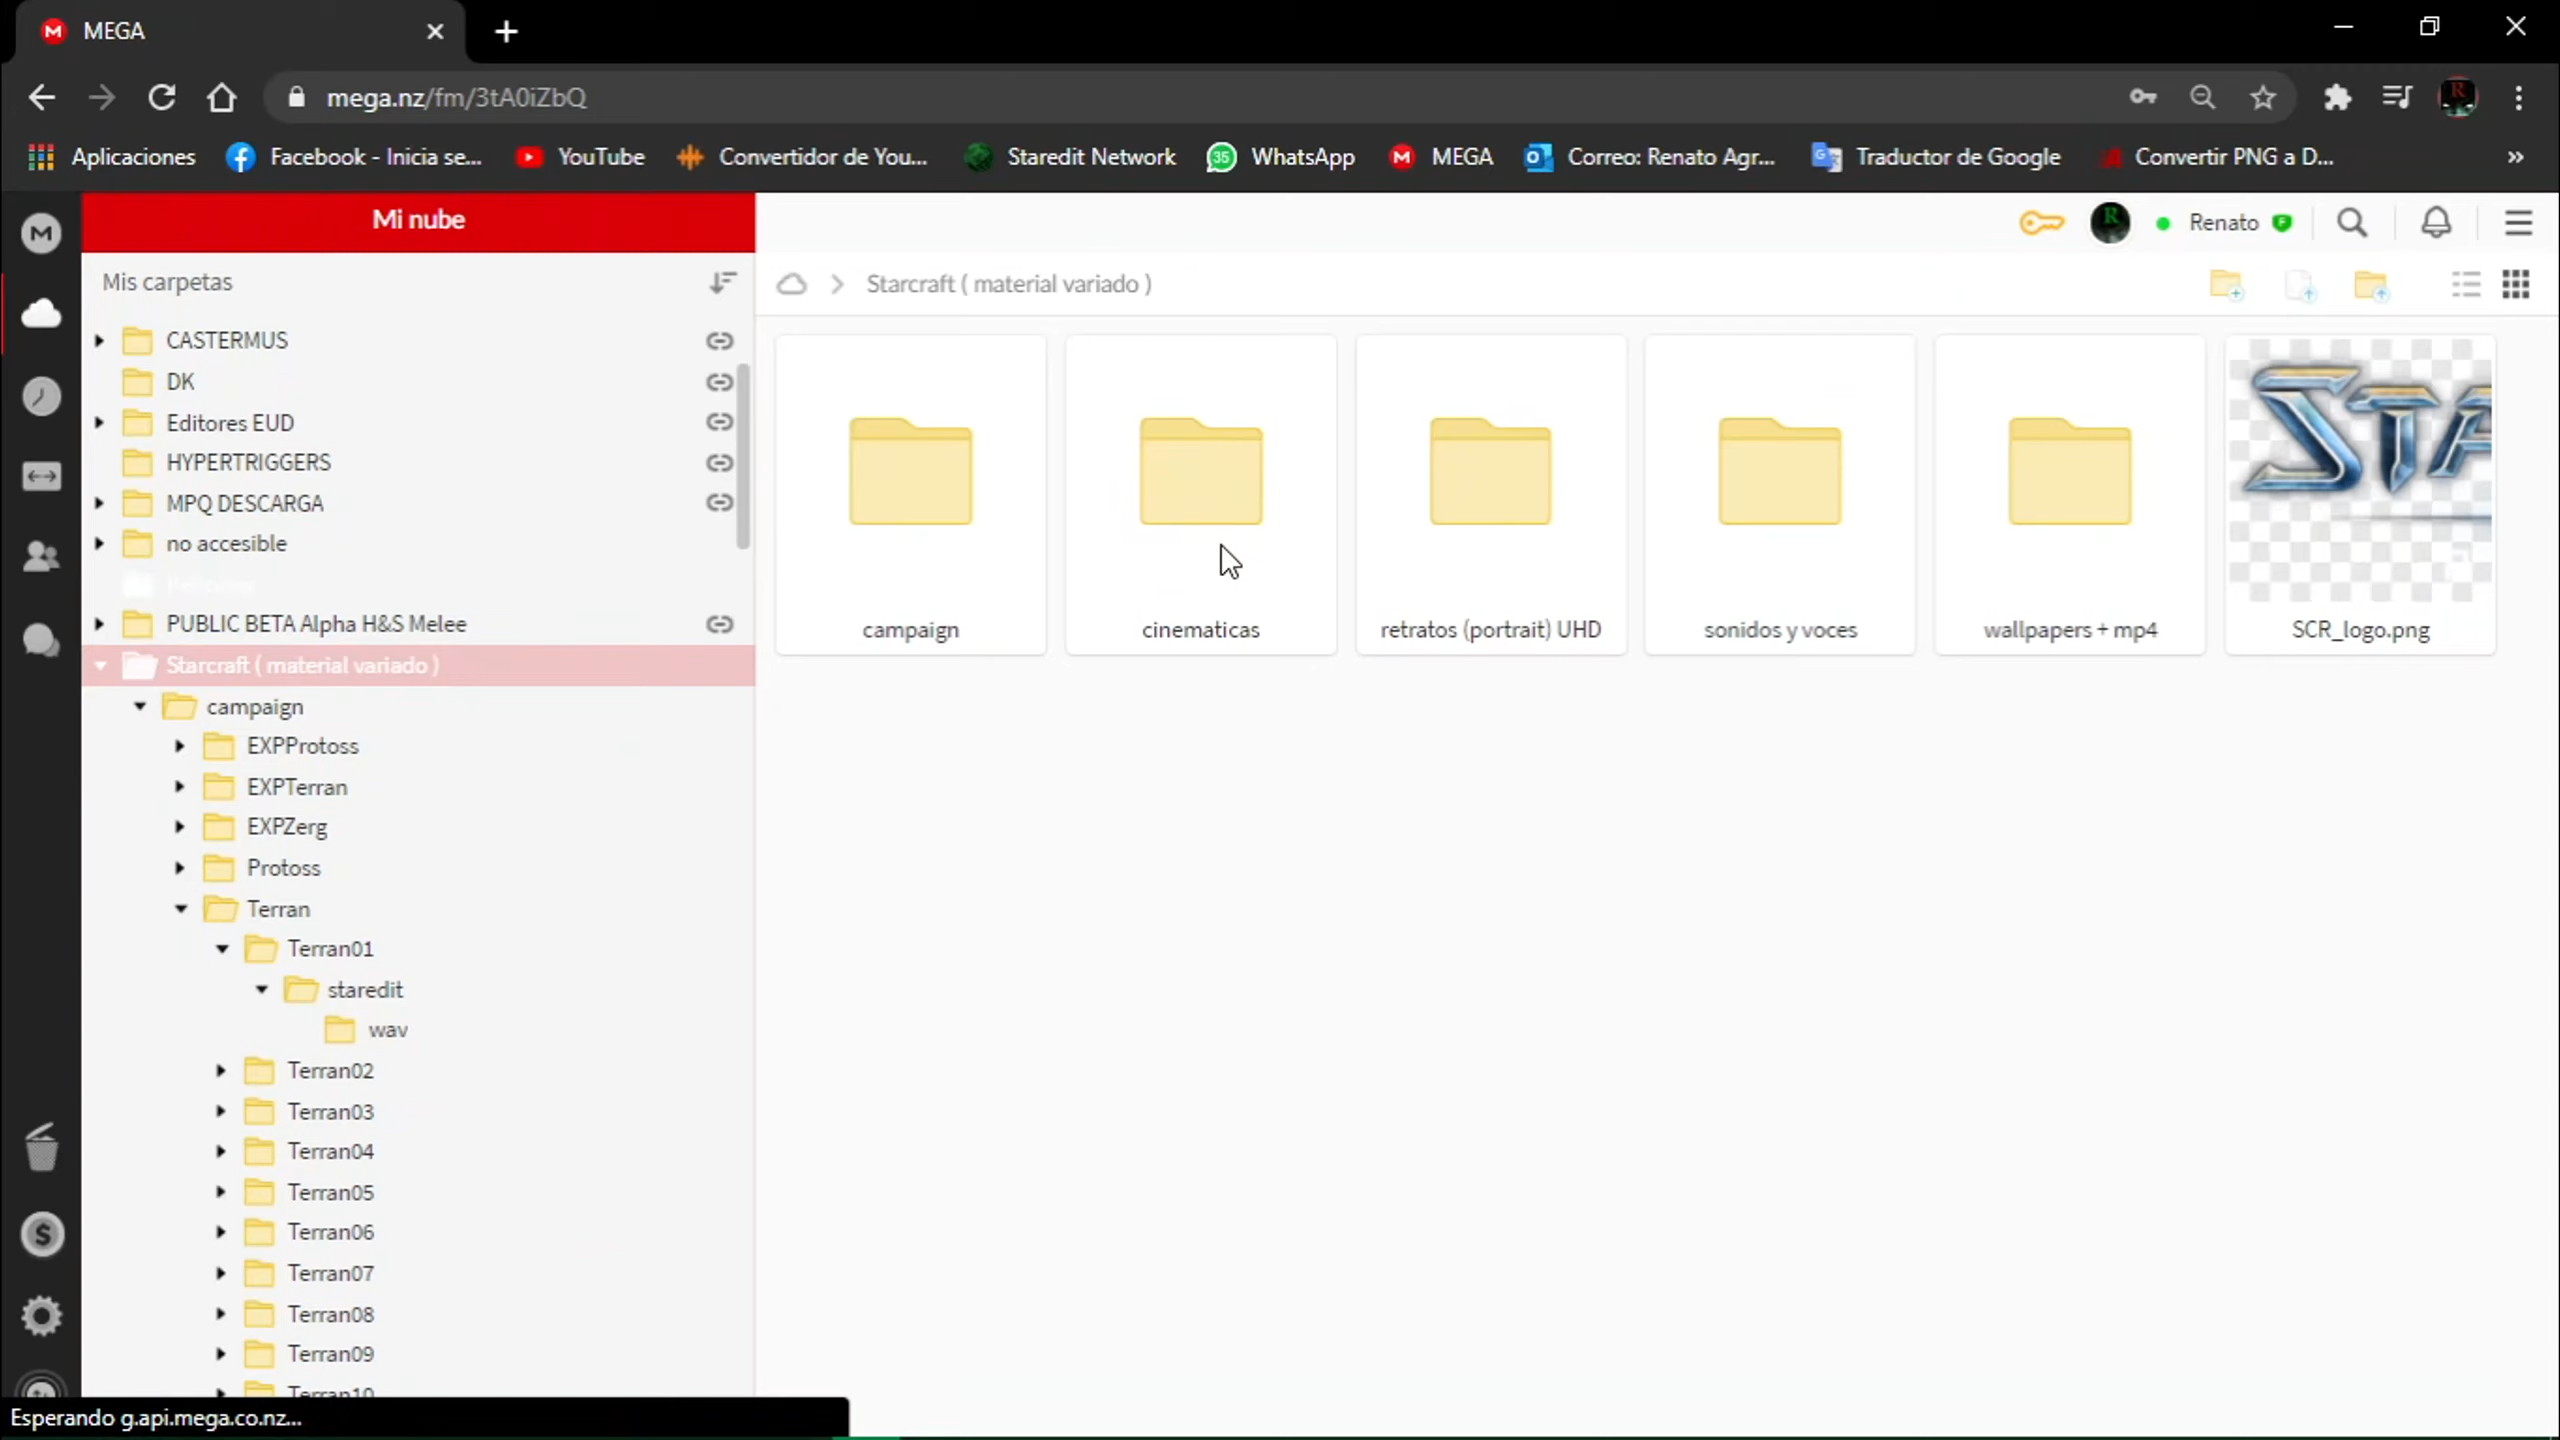 MEGA
mega.nz/fm/3tA0iZbQ
Aplicaciones
Facebook - Inicia se...
YouTube
Convertidor de You...
Staredit Network
35
WhatsApp
MEGA
Correo: Renato Agr...
Traductor de Google
Convertir PNG a D...
»
Mi nube
Renato
Mis carpetas
Starcraft ( material variado )
CASTERMUS
DK
Editores EUD
HYPERTRIGGERS
MPQ DESCARGA
no accesible
PUBLIC BETA Alpha H&S Melee
Starcraft ( material variado )
campaign
EXPProtoss
EXPTerran
EXPZerg
Protoss
Terran
Terran01
staredit
wav
Terran02
Terran03
Terran04
Terran05
Terran06
Terran07
Terran08
Terran09
Terran10
campaign
cinematicas
retratos (portrait) UHD
sonidos y voces
wallpapers + mp4
STA
SCR_logo.png
Esperando g.api.mega.co.nz...